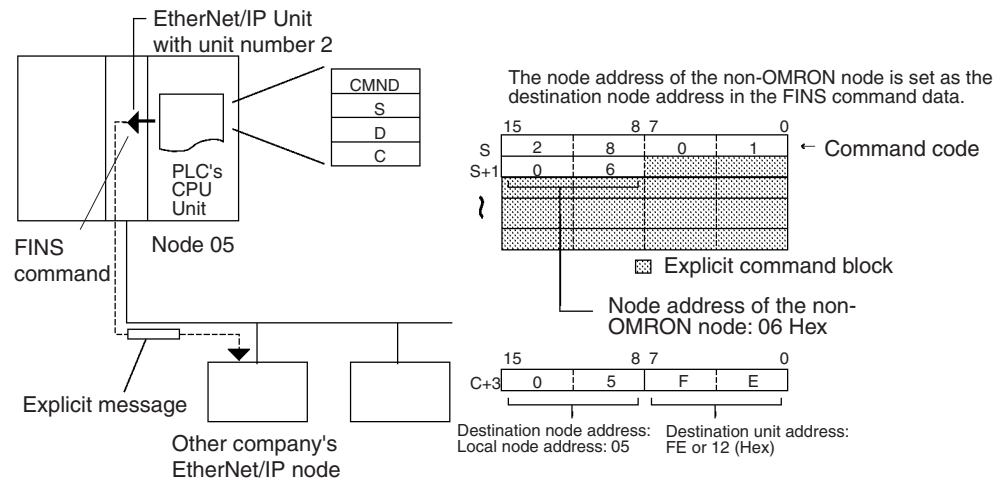 EtherNet/IP Unit
with unit number 2
CMND
S
D
C
PLC's
CPU
Unit
FINS
command
Node 05
Explicit message
Other company's
EtherNet/IP node
The node address of the non-OMRON node is set as the
destination node address in the FINS command data.
15 8 7 0
S 2 8 0 1 ← Command code
S+1 0 6
~
Explicit command block
Node address of the non-
OMRON node: 06 Hex
15 8 7 0
C+3 0 5 F E
Destination node address:
Local node address: 05
Destination unit address:
FE or 12 (Hex)